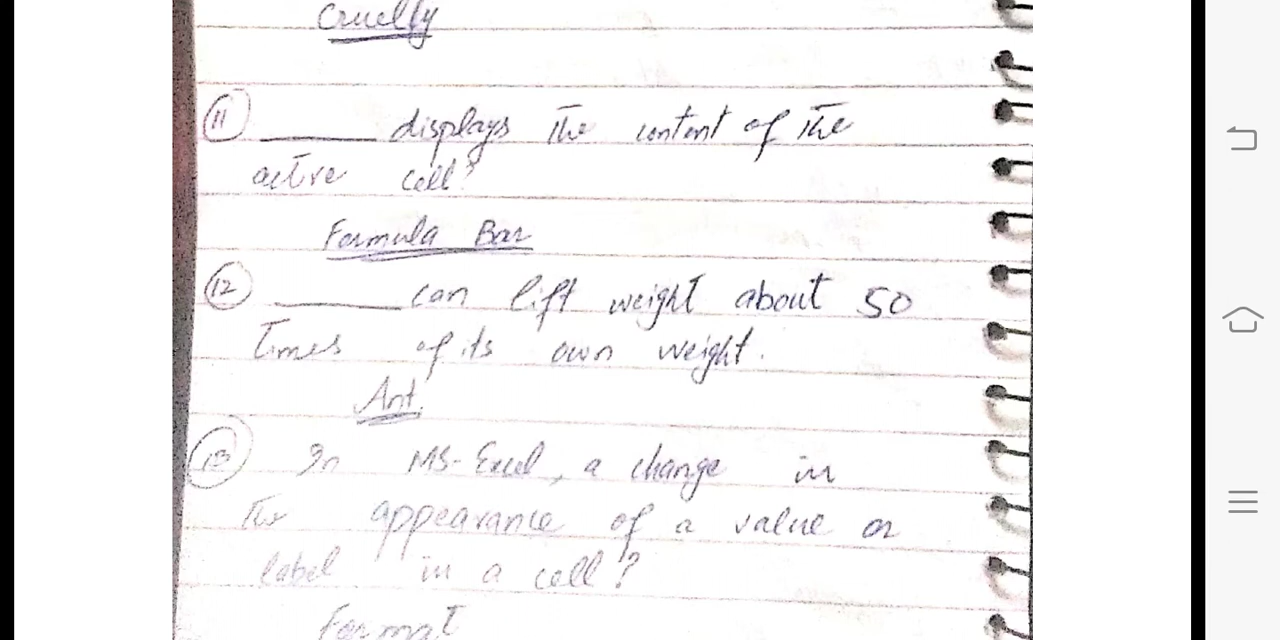 Cruelly
11 ______ displays the content of the
active cell?
Formula Bar
12 ______ can lift weight about 50
Times of its own weight.
Ant.
13 In MS-Excel, a change in
The appearance of a value or
label in a cell?
Format